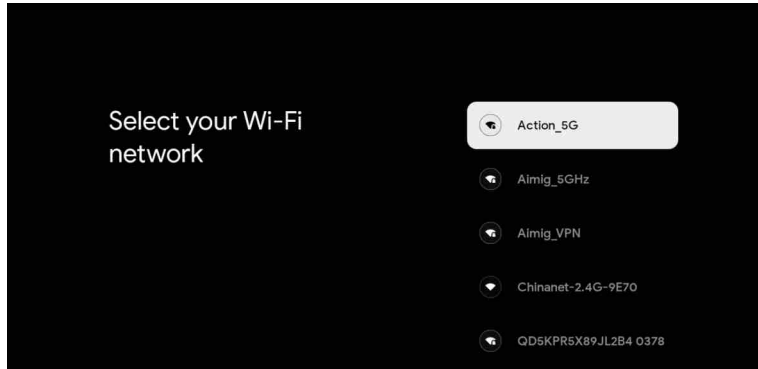 Select your Wi-Fi
network
Action_5G
Aimig_5GHz
Aimig_VPN
Chinanet-2.4G-9E70
QD5KPR5X89JL2B4 0378